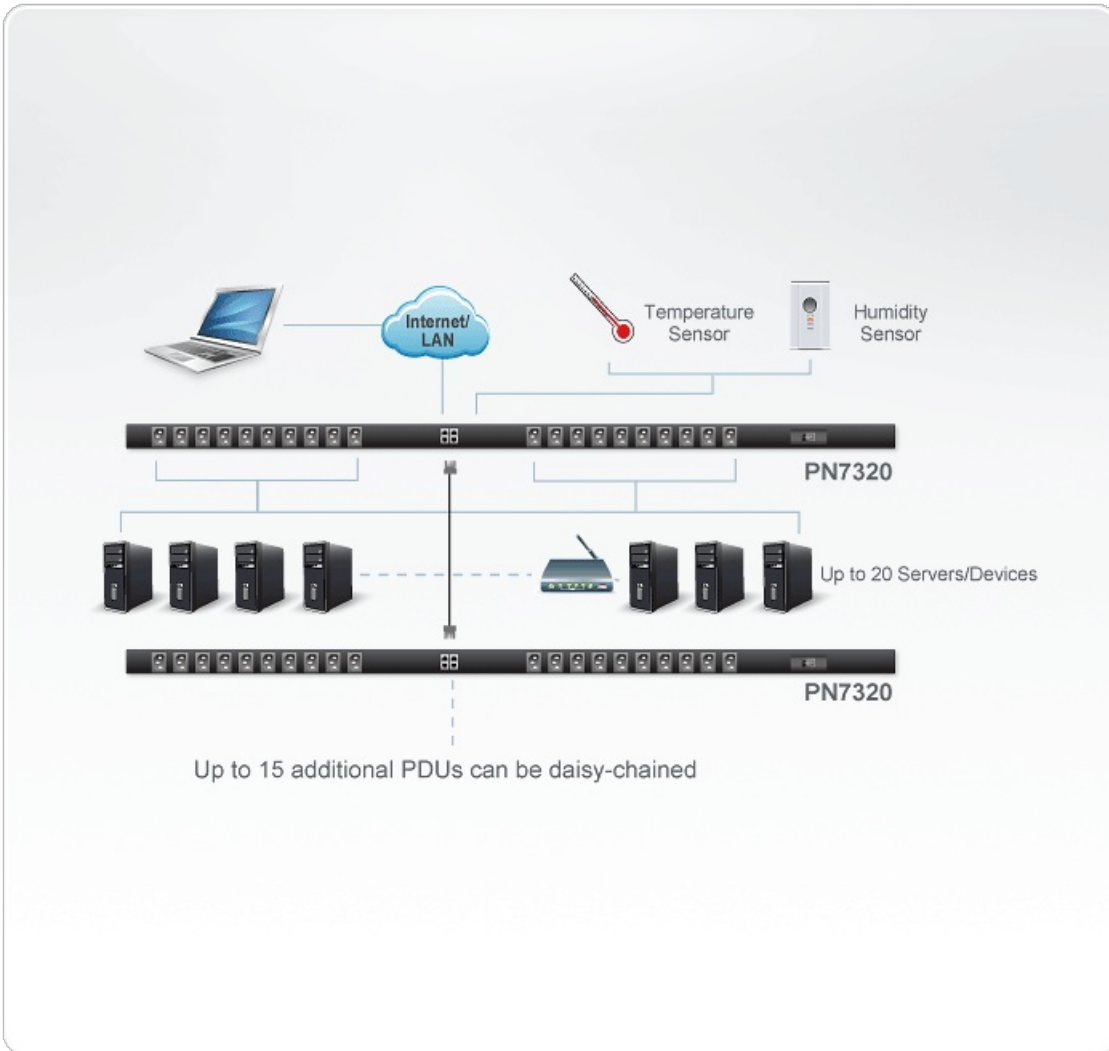 Internet/
LAN
Temperature
Sensor
Humidity
Sensor
PN7320
Up to 20 Servers/Devices
PN7320
Up to 15 additional PDUs can be daisy-chained